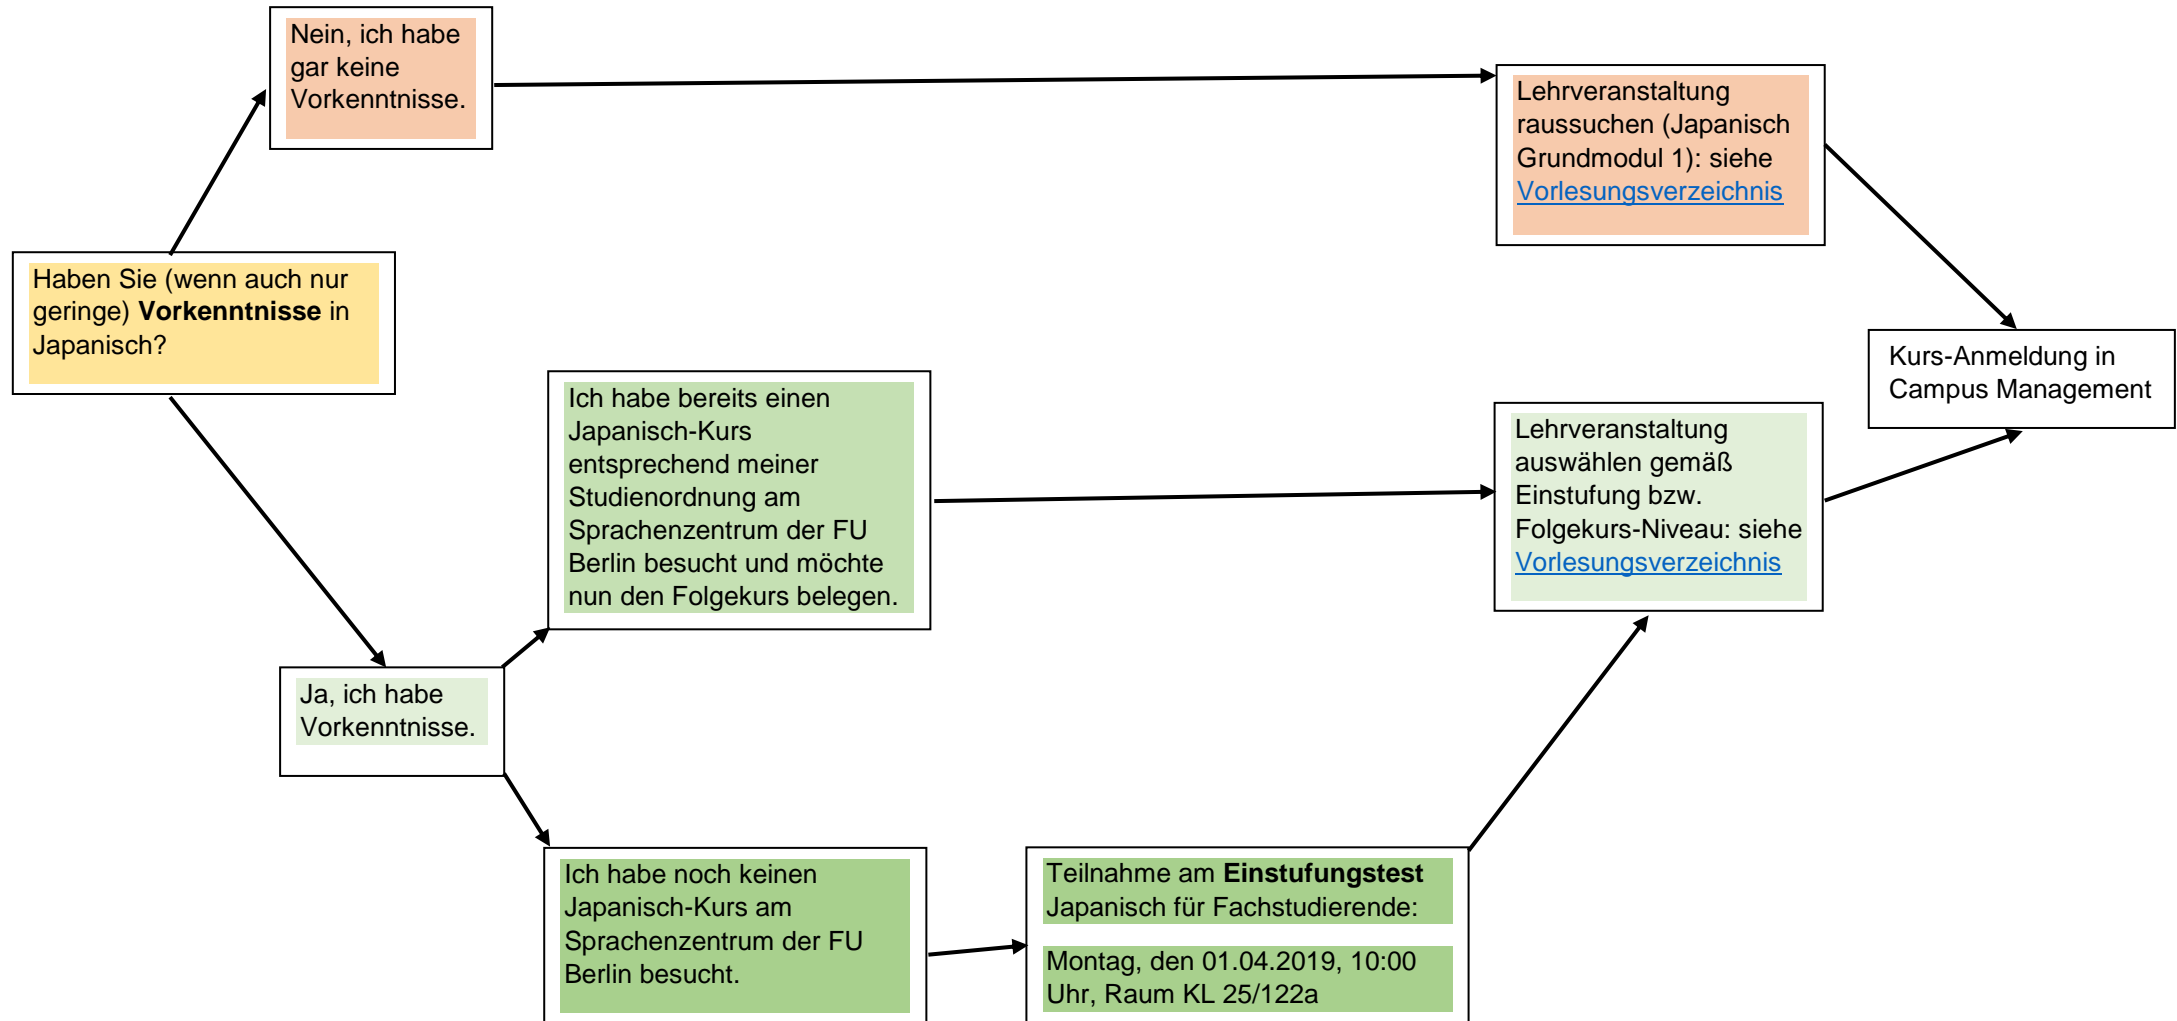 Nein, ich habe
gar keine
Vorkenntnisse.
Lehrveranstaltung
raussuchen (Japanisch
Grundmodul 1): siehe
Vorlesungsverzeichnis
Haben Sie (wenn auch nur
geringe) Vorkenntnisse in
Japanisch?
Kurs-Anmeldung in
Campus Management
Ich habe bereits einen
Japanisch-Kurs
entsprechend meiner
Studienordnung am
Sprachenzentrum der FU
Berlin besucht und möchte
nun den Folgekurs belegen.
Lehrveranstaltung
auswählen gemäß
Einstufung bzw.
Folgekurs-Niveau: siehe
Vorlesungsverzeichnis
Ja, ich habe
Vorkenntnisse.
Ich habe noch keinen
Japanisch-Kurs am
Sprachenzentrum der FU
Berlin besucht.
Teilnahme am Einstufungstest
Japanisch für Fachstudierende:
Montag, den 01.04.2019, 10:00
Uhr, Raum KL 25/122a